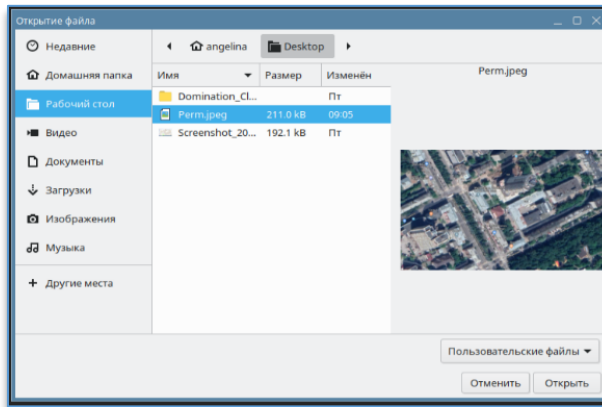 Открытие файла
Недавние
Домашняя папка
Рабочий стол
Видео
Документы
Загрузки
Изображения
Музыка
Другие места
angelina Desktop
Имя Размер Изменён
Domination_Cl... Пт
Perm.jpeg 211.0 kB 09:05
Screenshot_20... 192.1 kB Пт
Perm.jpeg
Пользовательские файлы
Отменить Открыть